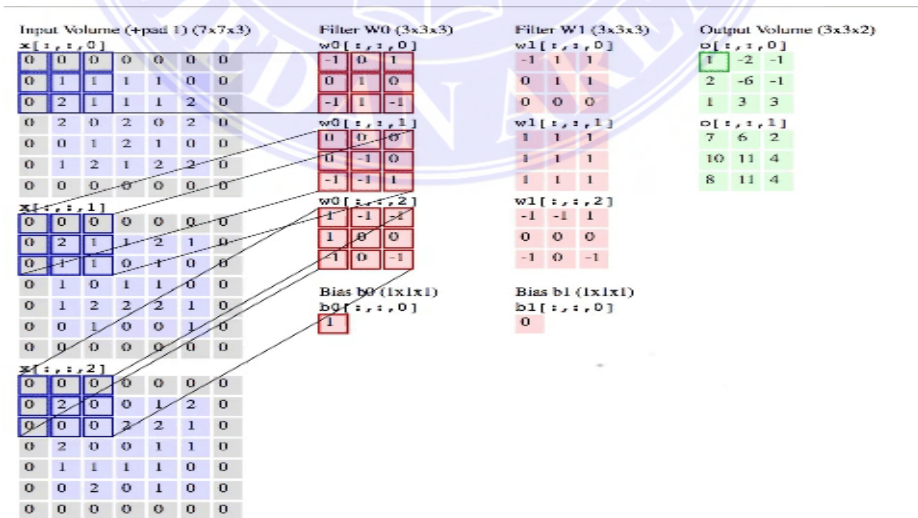 Input Volume (+pad 1) (7x7x3)
x[:,:,0]
0 0 0 0 0 0 0
0 1 1 1 1 0 0
0 2 1 1 1 2 0
0 2 0 2 0 2 0
0 0 1 2 1 0 0
0 1 2 1 2 2 0
0 0 0 0 0 0 0
x[:,:,1]
0 0 0 0 0 0 0
0 2 1 1 2 1 0
0 1 1 0 1 0 0
0 1 0 1 1 0 0
0 1 2 2 2 1 0
0 0 1 0 0 1 0
0 0 0 0 0 0 0
x[:,:,2]
0 0 0 0 0 0 0
0 2 0 0 1 2 0
0 0 0 2 2 1 0
0 2 0 0 1 1 0
0 1 1 1 1 0 0
0 0 2 0 1 0 0
0 0 0 0 0 0 0
Filter W0 (3x3x3)
w0[:,:,0]
-1 0 1
0 1 0
-1 1 -1
w0[:,:,1]
0 0 0
0 -1 0
-1 -1 1
w0[:,:,2]
1 -1 -1
1 0 0
-1 0 -1
Bias b0 (1x1x1)
b0[:,:,0]
1
Filter W1 (3x3x3)
w1[:,:,0]
-1 1 1
0 1 1
0 0 0
w1[:,:,1]
1 1 1
1 1 1
1 1 1
w1[:,:,2]
-1 -1 1
0 0 0
-1 0 -1
Bias b1 (1x1x1)
b1[:,:,0]
0
Output Volume (3x3x2)
o[:,:,0]
1 -2 -1
2 -6 -1
1 3 3
o[:,:,1]
7 6 2
10 11 4
8 11 4